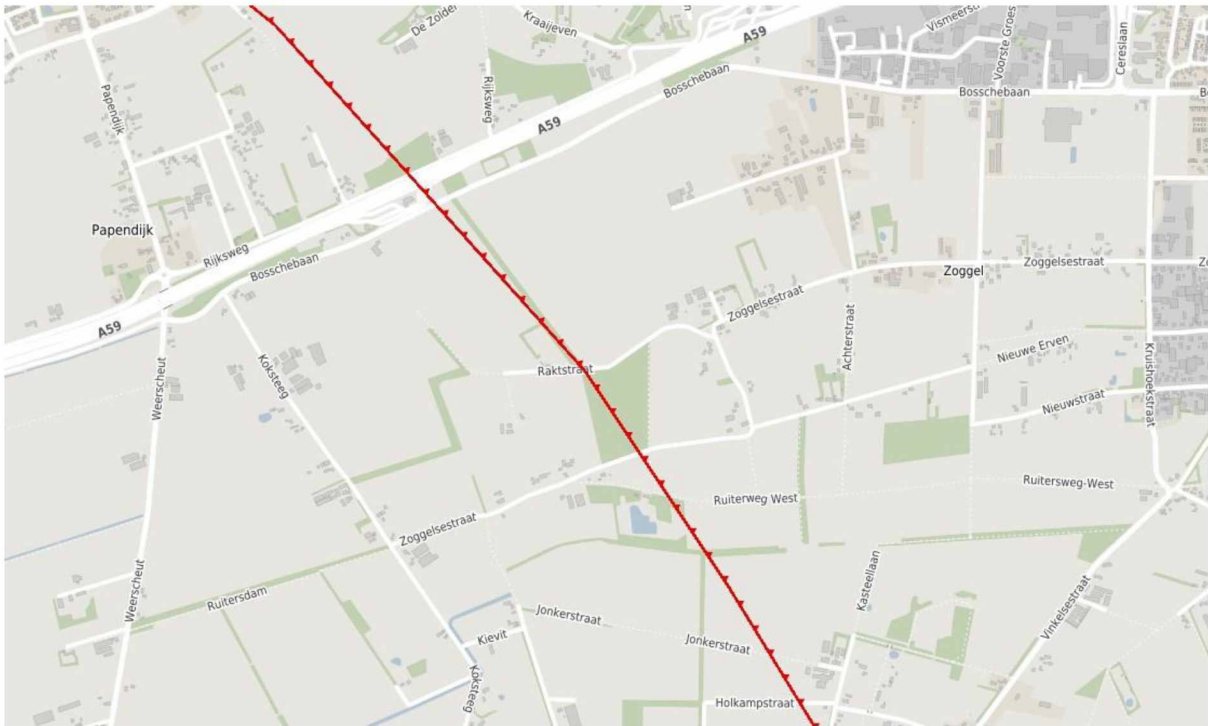 De Zolder
Kraaijeven
A59
Vismeerstr
Voorste Groes
Cereslaan
Papendijk
Rijksweg
Bosschebaan
Bosschebaan
A59
Papendijk
Rijksweg
Bosschebaan
Zoggel
Zoggelsestraat
A59
Zoggelsestraat
Achterstraat
Nieuwe Erven
Kruishoekstraat
Weerscheut
Koksteeg
Raktstraat
Nieuwstraat
Ruiterweg West
Ruitersweg-West
Zoggelsestraat
Weerscheut
Ruitersdam
Kasteellaan
Vinkelsestraat
Jonkerstraat
Kievit
Jonkerstraat
Koksteeg
Holkampstraat